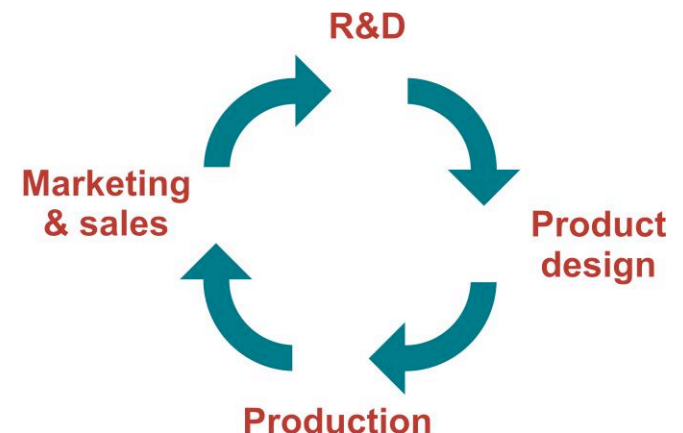 R&D
Product
design
Production
Marketing
& sales